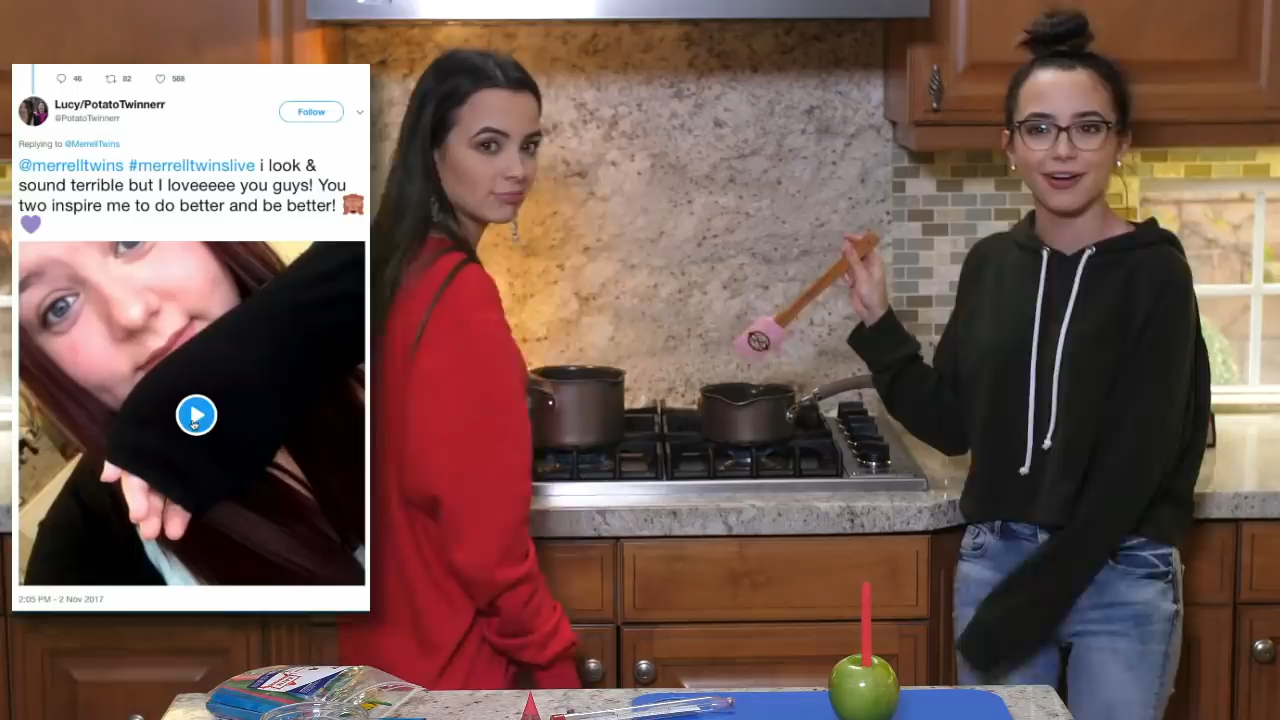 46 82 588
Lucy/PotatoTwinnerr
@PotatoTwinnerr
Follow
Replying to @MerrellTwins
@merrelltwins #merrelltwinslive i look &
sound terrible but I loveeeee you guys! You
two inspire me to do better and be better!
2:05 PM - 2 Nov 2017